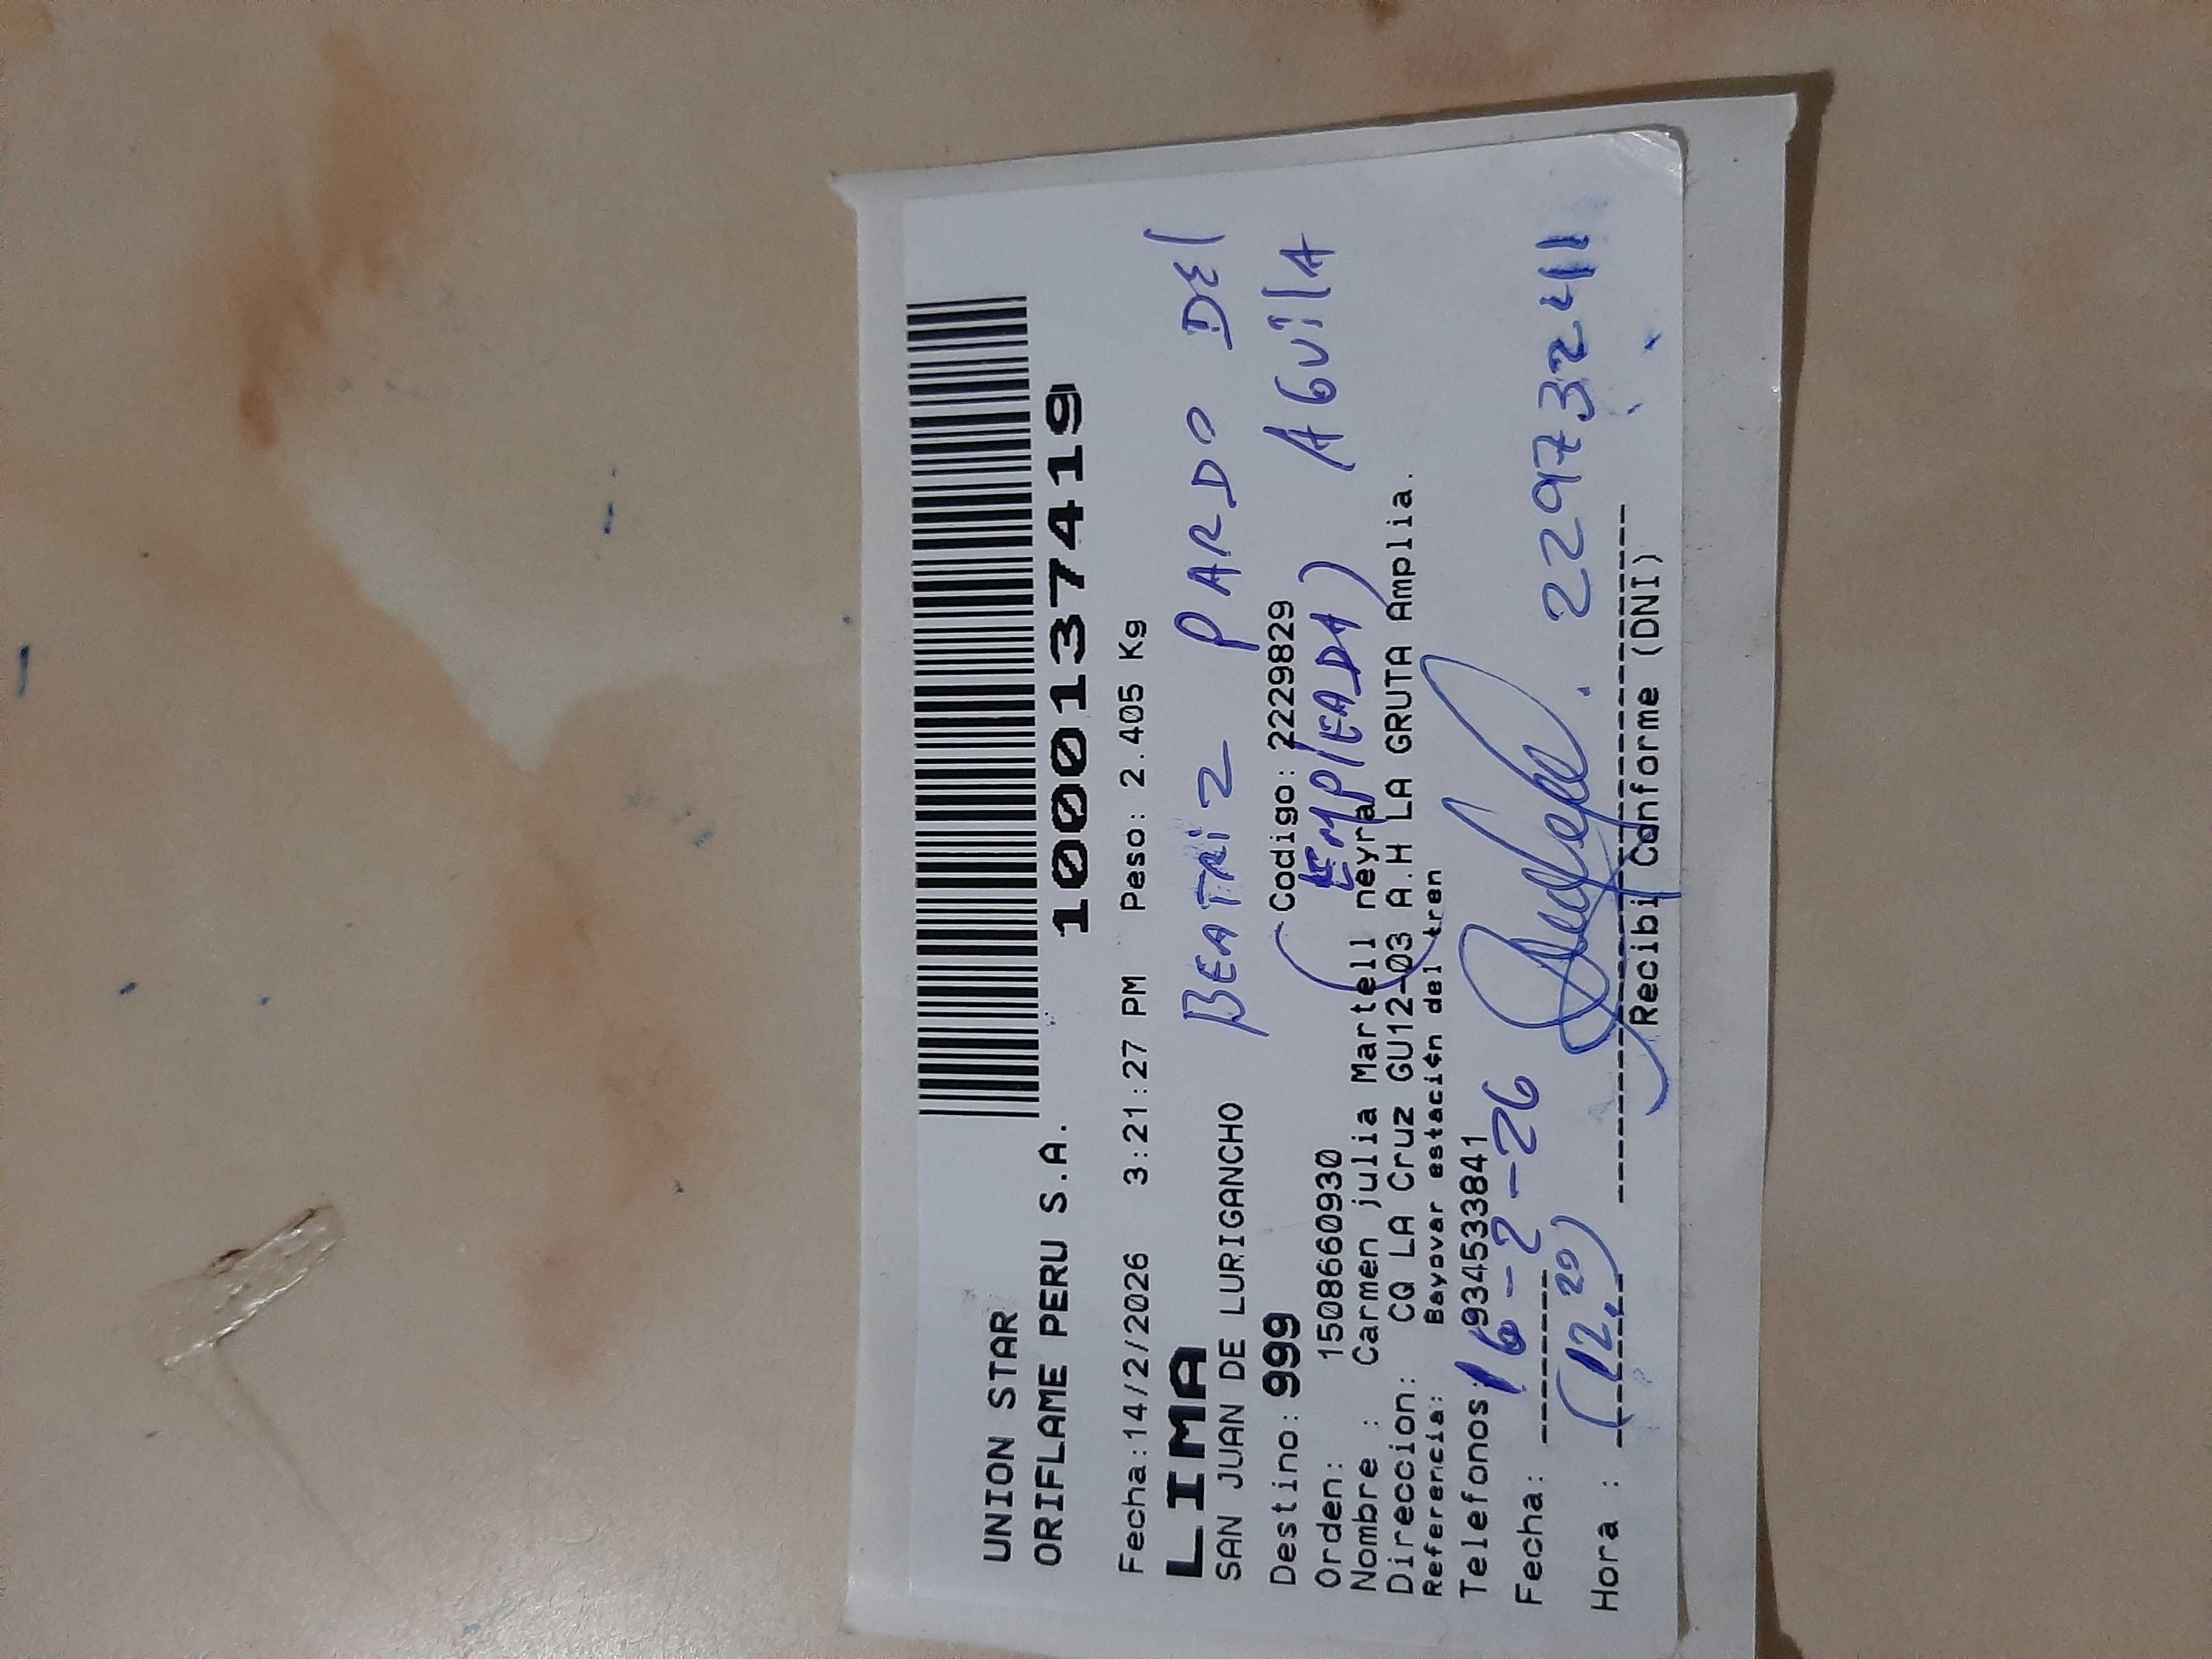 UNION STAR
ORIFLAME PERU S.A.
1000137419
Fecha:14/2/2026 3:21:27 PM Peso: 2.405 Kg
LIMA
SAN JUAN DE LURIGANCHO
BEATRiZ PARDO DEl
AGUilA
Destino: 999 Codigo: 2229829
(EMPlEADA)
Orden: 1508660930
Nombre : Carmen julia Martell neyra
Direccion: CQ LA Cruz GU12-03 A.H LA GRUTA Amplia.
Referencia: Bayovar estación del tren
Telefonos: 934533841
Fecha: 16-2-26
Hora : (12,20)
Recibi Conforme (DNI)